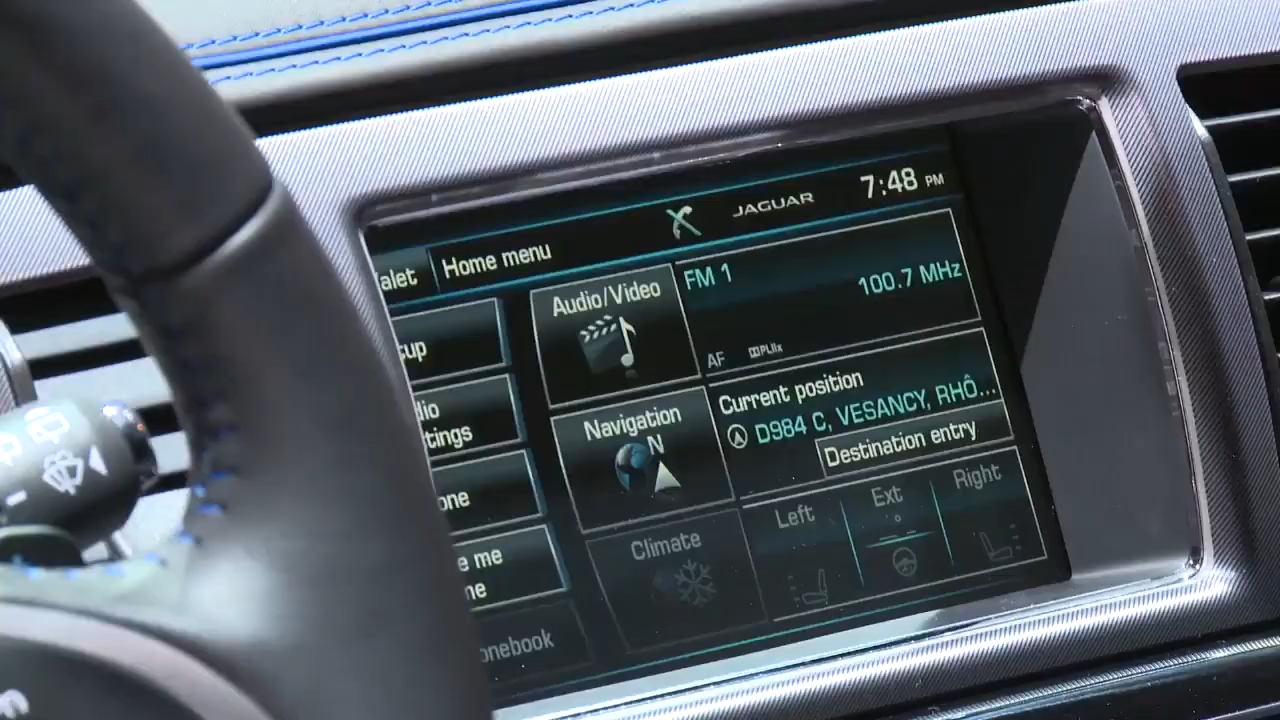 JAGUAR
7:48 PM
alet
Home menu
up
Audio/Video
FM 1
100.7 MHz
AF
PLIIx
dio
tings
Navigation
N
Current position
D984 C, VESANCY, RHÔ...
Destination entry
one
e me
ne
Climate
Left
Ext
Right
onebook